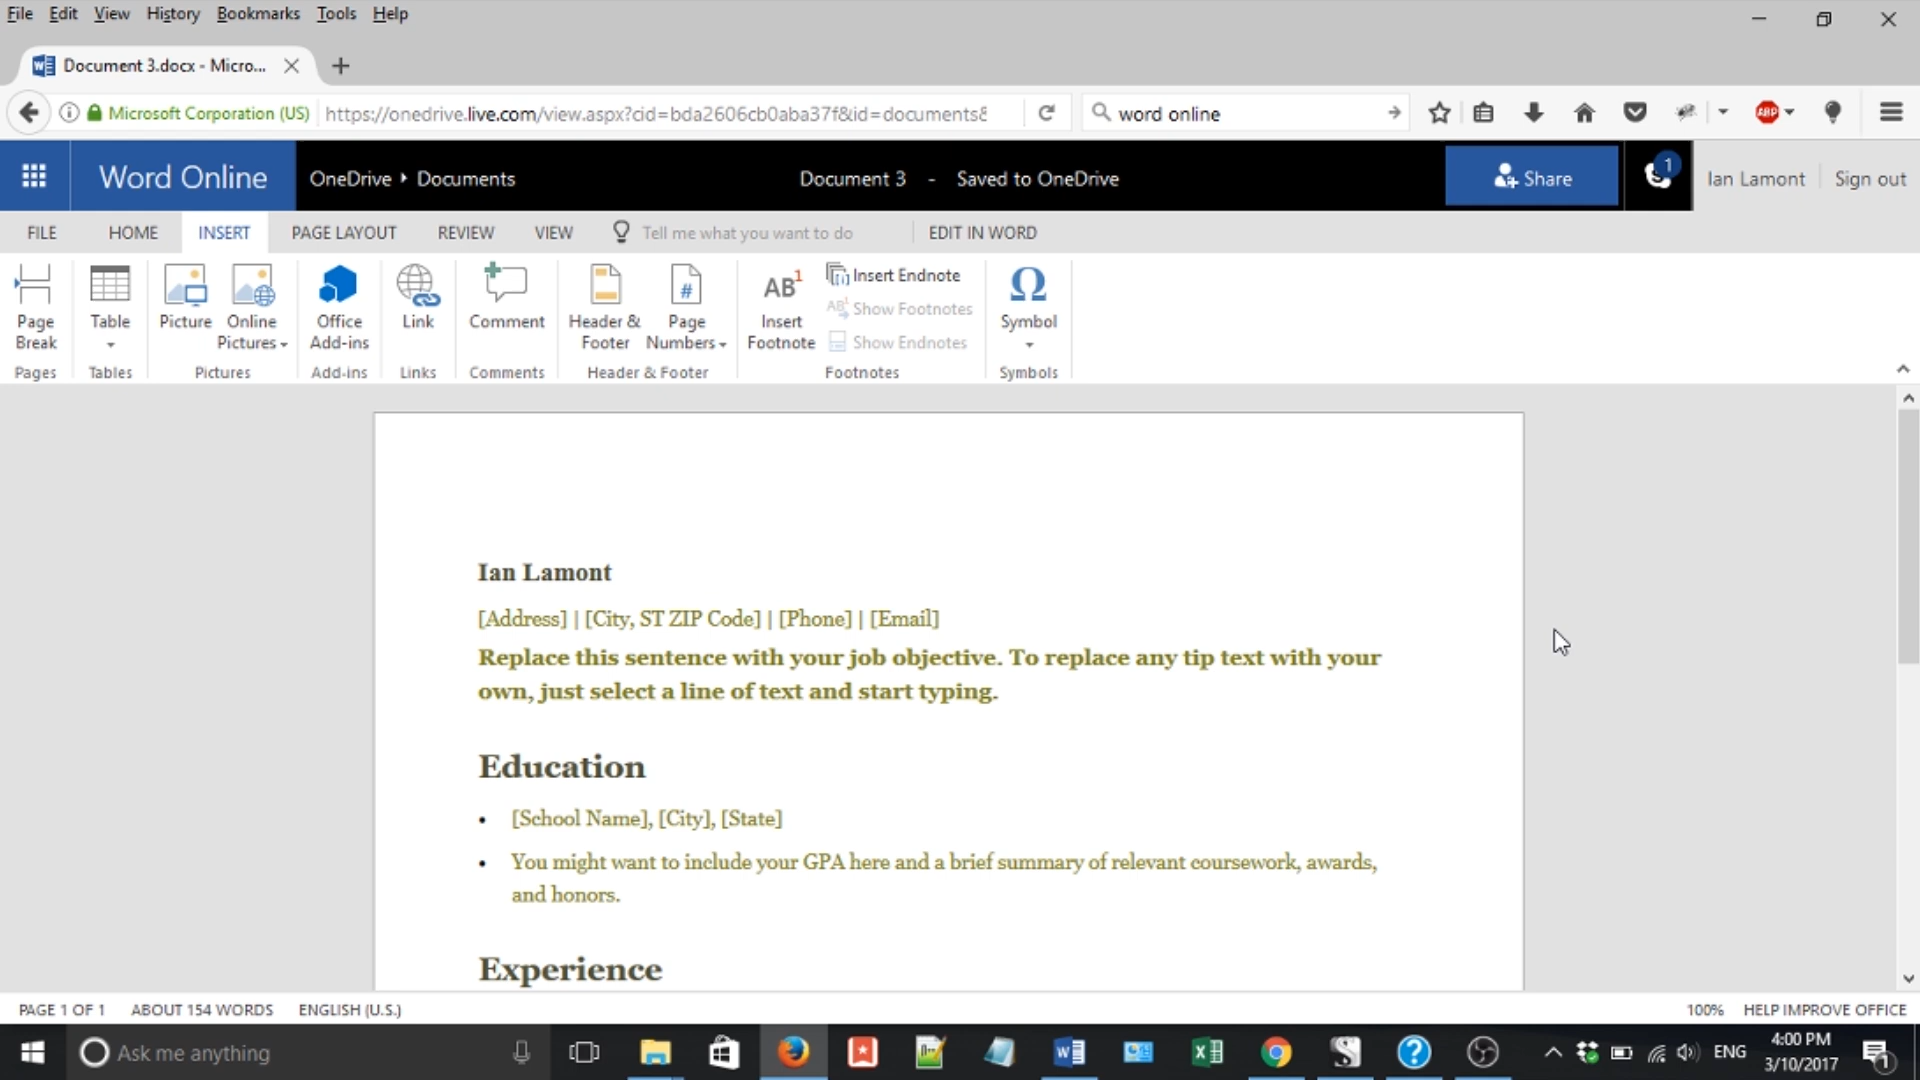 File Edit View History Bookmarks Tools Help
Document 3.docx - Micro...
Microsoft Corporation (US) https://onedrive.live.com/view.aspx?cid=bda2606cb0aba37f&id=documents& word online ABP
Word Online OneDrive Documents Document 3 - Saved to OneDrive Share 1 Ian Lamont Sign out
FILE HOME INSERT PAGE LAYOUT REVIEW VIEW Tell me what you want to do EDIT IN WORD
Page Break
Table
Picture
Online Pictures
Office Add-ins
Link
Comment
Header & Footer
Page Numbers
AB1 Insert Footnote
Insert Endnote
Show Footnotes
Show Endnotes
Symbol
Pages Tables Pictures Add-ins Links Comments Header & Footer Footnotes Symbols
Ian Lamont
[Address] | [City, ST ZIP Code] | [Phone] | [Email]
Replace this sentence with your job objective. To replace any tip text with your
own, just select a line of text and start typing.
Education
• [School Name], [City], [State]
• You might want to include your GPA here and a brief summary of relevant coursework, awards,
and honors.
Experience
PAGE 1 OF 1 ABOUT 154 WORDS ENGLISH (U.S.) 100% HELP IMPROVE OFFICE
Ask me anything ENG 4:00 PM
3/10/2017 1